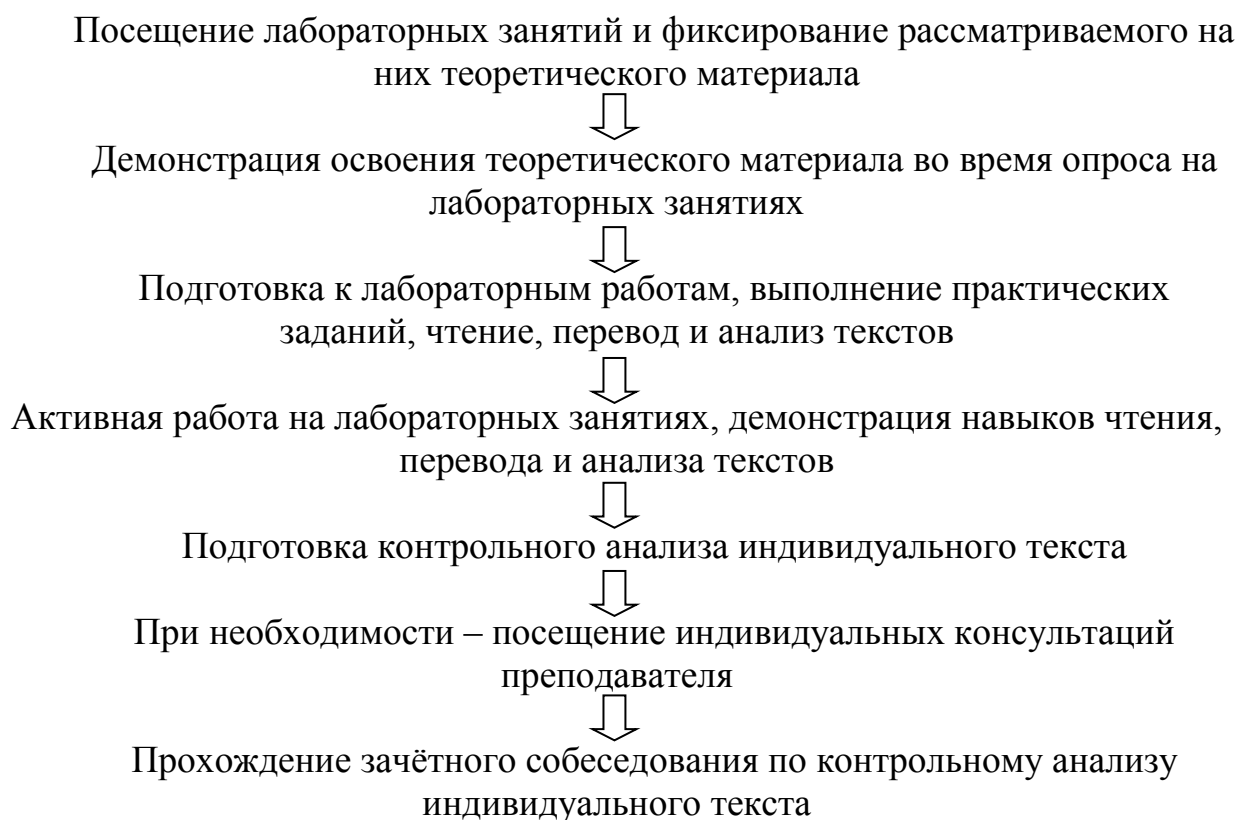 Посещение лабораторных занятий и фиксирование рассматриваемого на
них теоретического материала
Демонстрация освоения теоретического материала во время опроса на
лабораторных занятиях
Подготовка к лабораторным работам, выполнение практических
заданий, чтение, перевод и анализ текстов
Активная работа на лабораторных занятиях, демонстрация навыков чтения,
перевода и анализа текстов
Подготовка контрольного анализа индивидуального текста
При необходимости – посещение индивидуальных консультаций
преподавателя
Прохождение зачётного собеседования по контрольному анализу
индивидуального текста